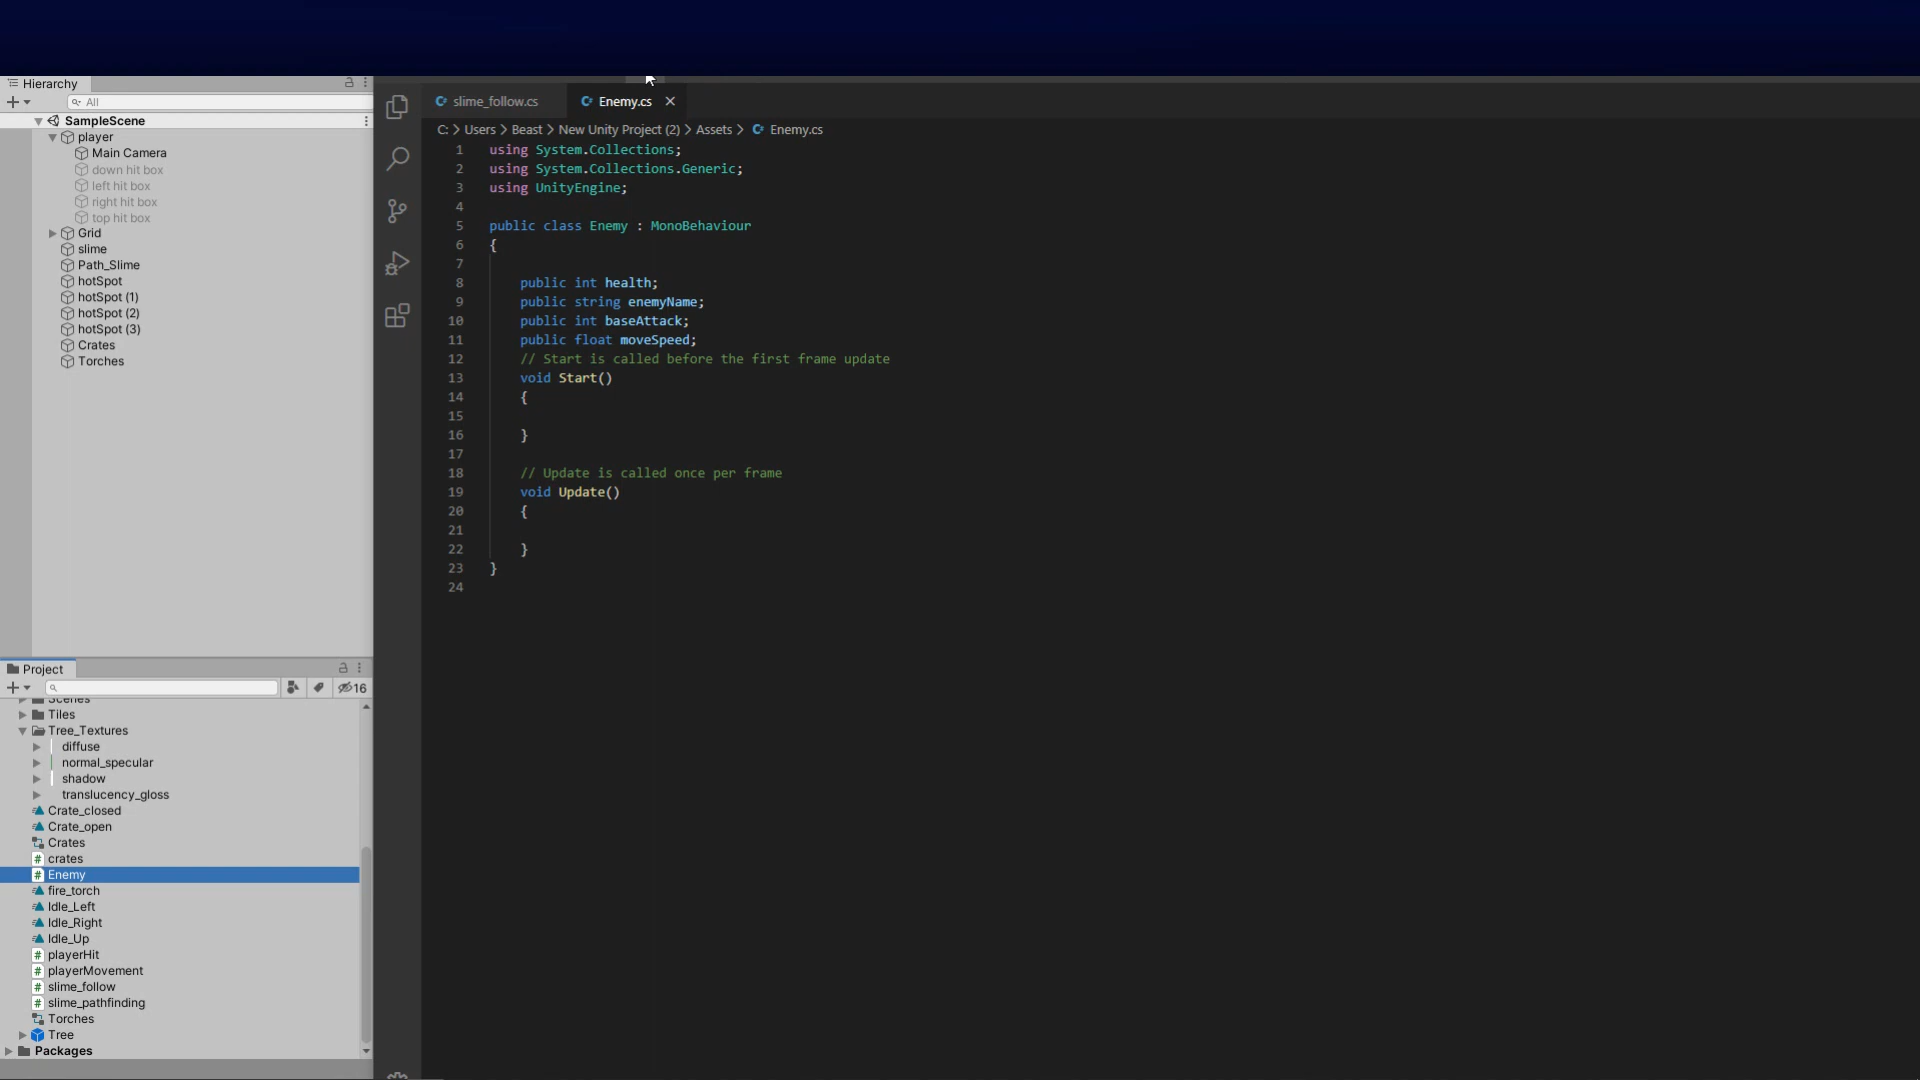 Hierarchy
All
SampleScene
player
Main Camera
down hit box
left hit box
right hit box
top hit box
Grid
slime
Path_Slime
hotSpot
hotSpot (1)
hotSpot (2)
hotSpot (3)
Crates
Torches
Project
16
Scenes
Tiles
Tree_Textures
diffuse
normal_specular
shadow
translucency_gloss
Crate_closed
Crate_open
Crates
# crates
# Enemy
fire_torch
Idle_Left
Idle_Right
Idle_Up
# playerHit
# playerMovement
# slime_follow
# slime_pathfinding
Torches
Tree
Packages
slime_follow.cs Enemy.cs
C: > Users > Beast > New Unity Project (2) > Assets > Enemy.cs
1 using System.Collections;
2 using System.Collections.Generic;
3 using UnityEngine;
4
5 public class Enemy : MonoBehaviour
6 {
7
8 public int health;
9 public string enemyName;
10 public int baseAttack;
11 public float moveSpeed;
12 // Start is called before the first frame update
13 void Start()
14 {
15
16 }
17
18 // Update is called once per frame
19 void Update()
20 {
21
22 }
23 }
24